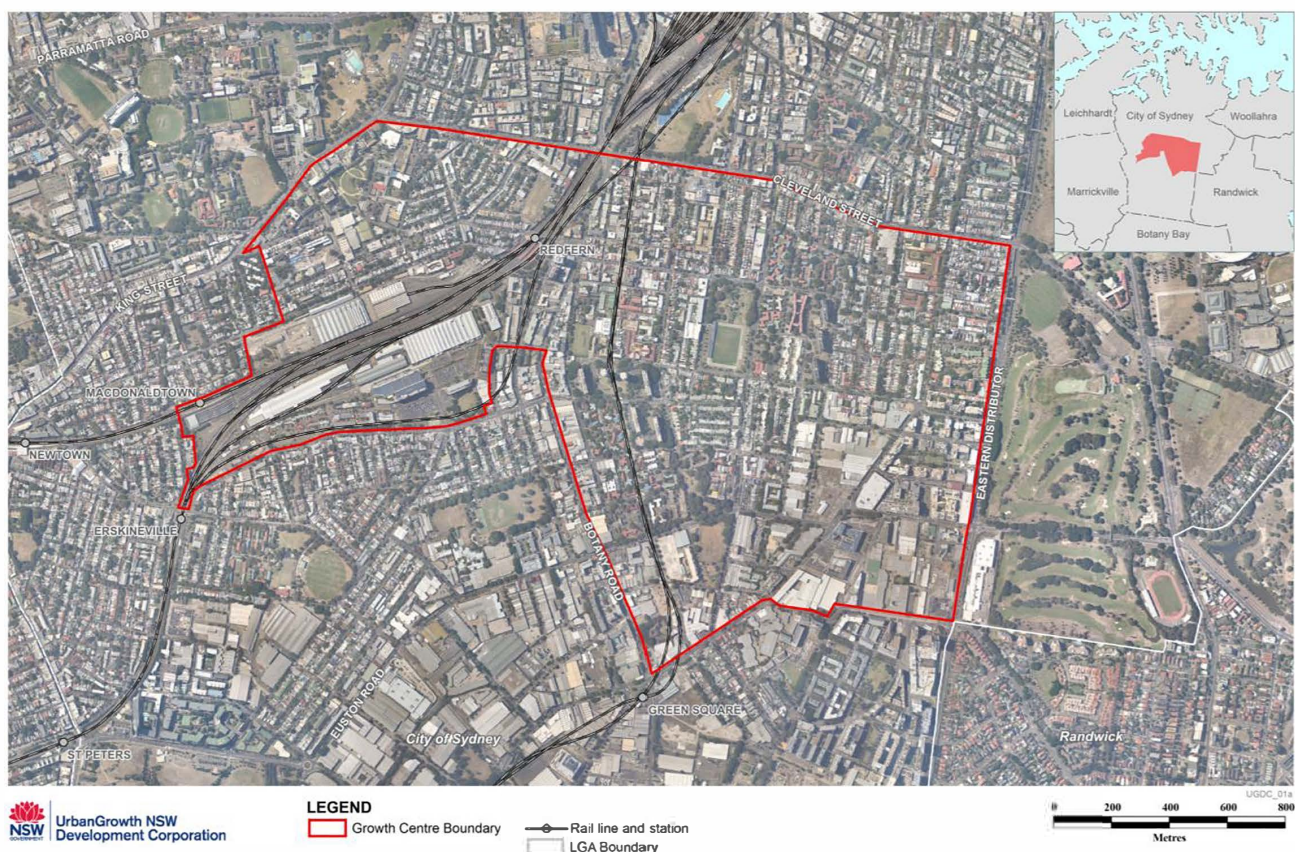 PARRAMATTA ROAD
Leichhardt
City of Sydney
Woollahra
Marrickville
Randwick
Botany Bay
CLEVELAND STREET
REDFERN
KING STREET
MACDONALDTOWN
NEWTOWN
ERSKINEVILLE
EASTERN DISTRIBUTOR
BOTANY ROAD
EUSTON ROAD
GREEN SQUARE
City of Sydney
Randwick
ST PETERS
UGDC_01a
NSW
GOVERNMENT
UrbanGrowth NSW
Development Corporation
LEGEND
Growth Centre Boundary
Rail line and station
LGA Boundary
0 200 400 600 800
Metres